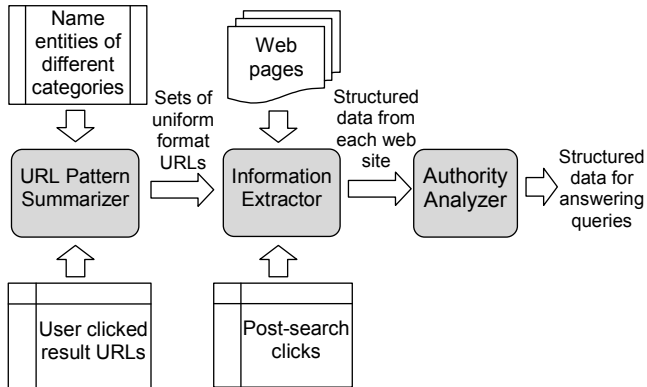 Name
entities of
different
categories
Web
pages
Sets of
uniform
format
URLs
Structured
data from
each web
site
URL Pattern
Summarizer
Information
Extractor
Authority
Analyzer
Structured
data for
answering
queries
User clicked
result URLs
Post-search
clicks